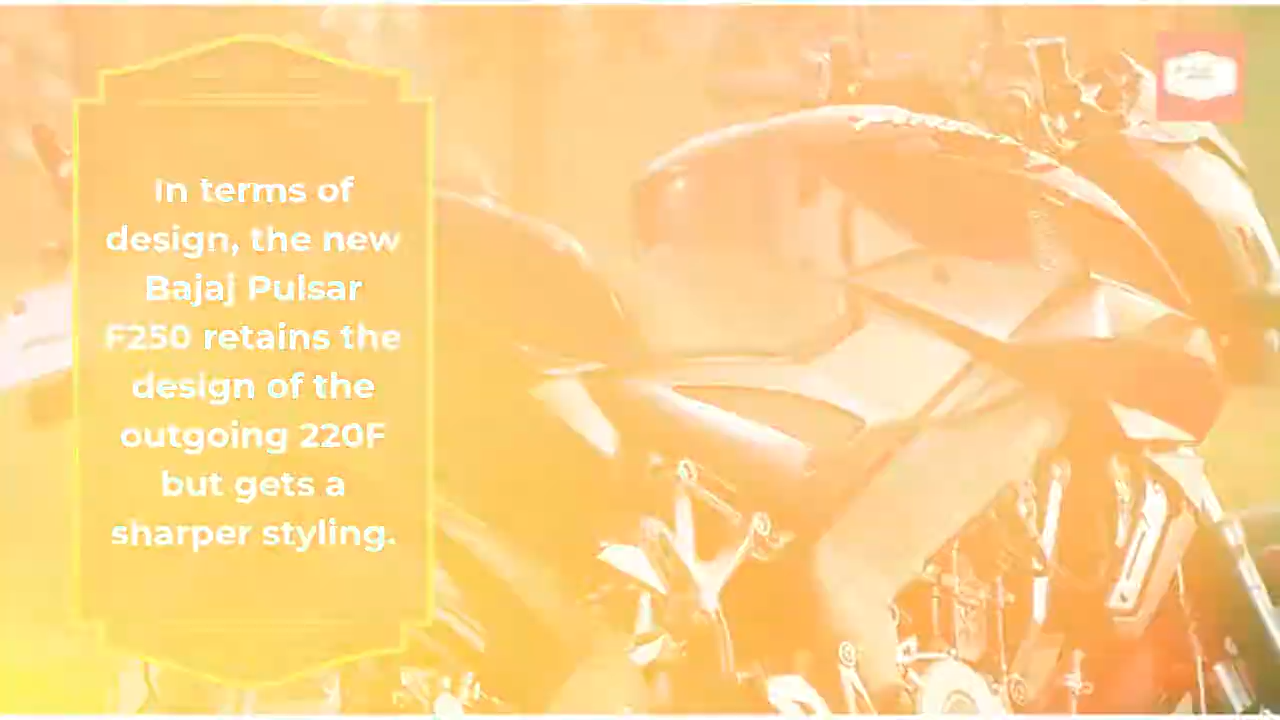 In terms of
design, the new
Bajaj Pulsar
F250 retains the
design of the
outgoing 220F
but gets a
sharper styling.